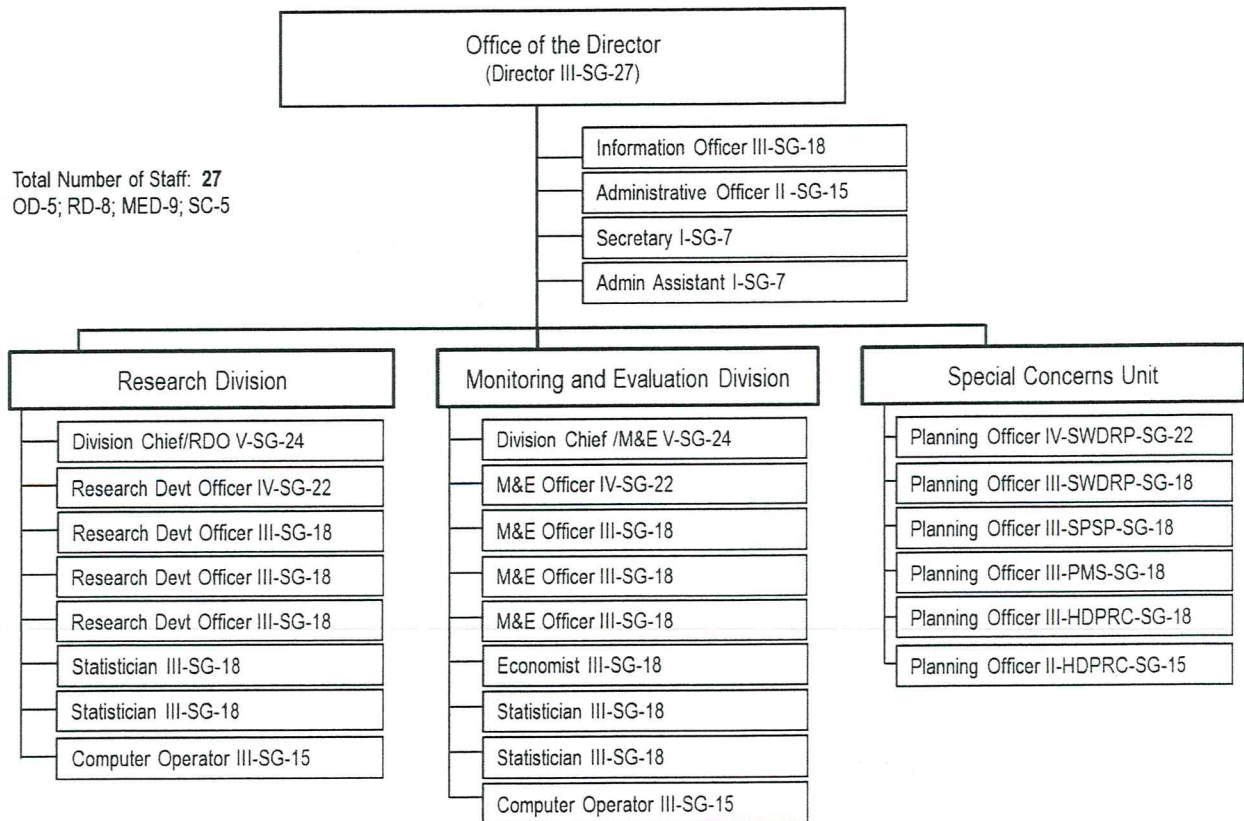 Office of the Director
(Director III-SG-27)
Information Officer III-SG-18
Administrative Officer II -SG-15
Secretary I-SG-7
Admin Assistant I-SG-7
Total Number of Staff: 27
OD-5; RD-8; MED-9; SC-5
Research Division
Division Chief/RDO V-SG-24
Research Devt Officer IV-SG-22
Research Devt Officer III-SG-18
Research Devt Officer III-SG-18
Research Devt Officer III-SG-18
Statistician III-SG-18
Statistician III-SG-18
Computer Operator III-SG-15
Monitoring and Evaluation Division
Division Chief /M&E V-SG-24
M&E Officer IV-SG-22
M&E Officer III-SG-18
M&E Officer III-SG-18
M&E Officer III-SG-18
Economist III-SG-18
Statistician III-SG-18
Statistician III-SG-18
Computer Operator III-SG-15
Special Concerns Unit
Planning Officer IV-SWDRP-SG-22
Planning Officer III-SWDRP-SG-18
Planning Officer III-SPSP-SG-18
Planning Officer III-PMS-SG-18
Planning Officer III-HDPRC-SG-18
Planning Officer II-HDPRC-SG-15